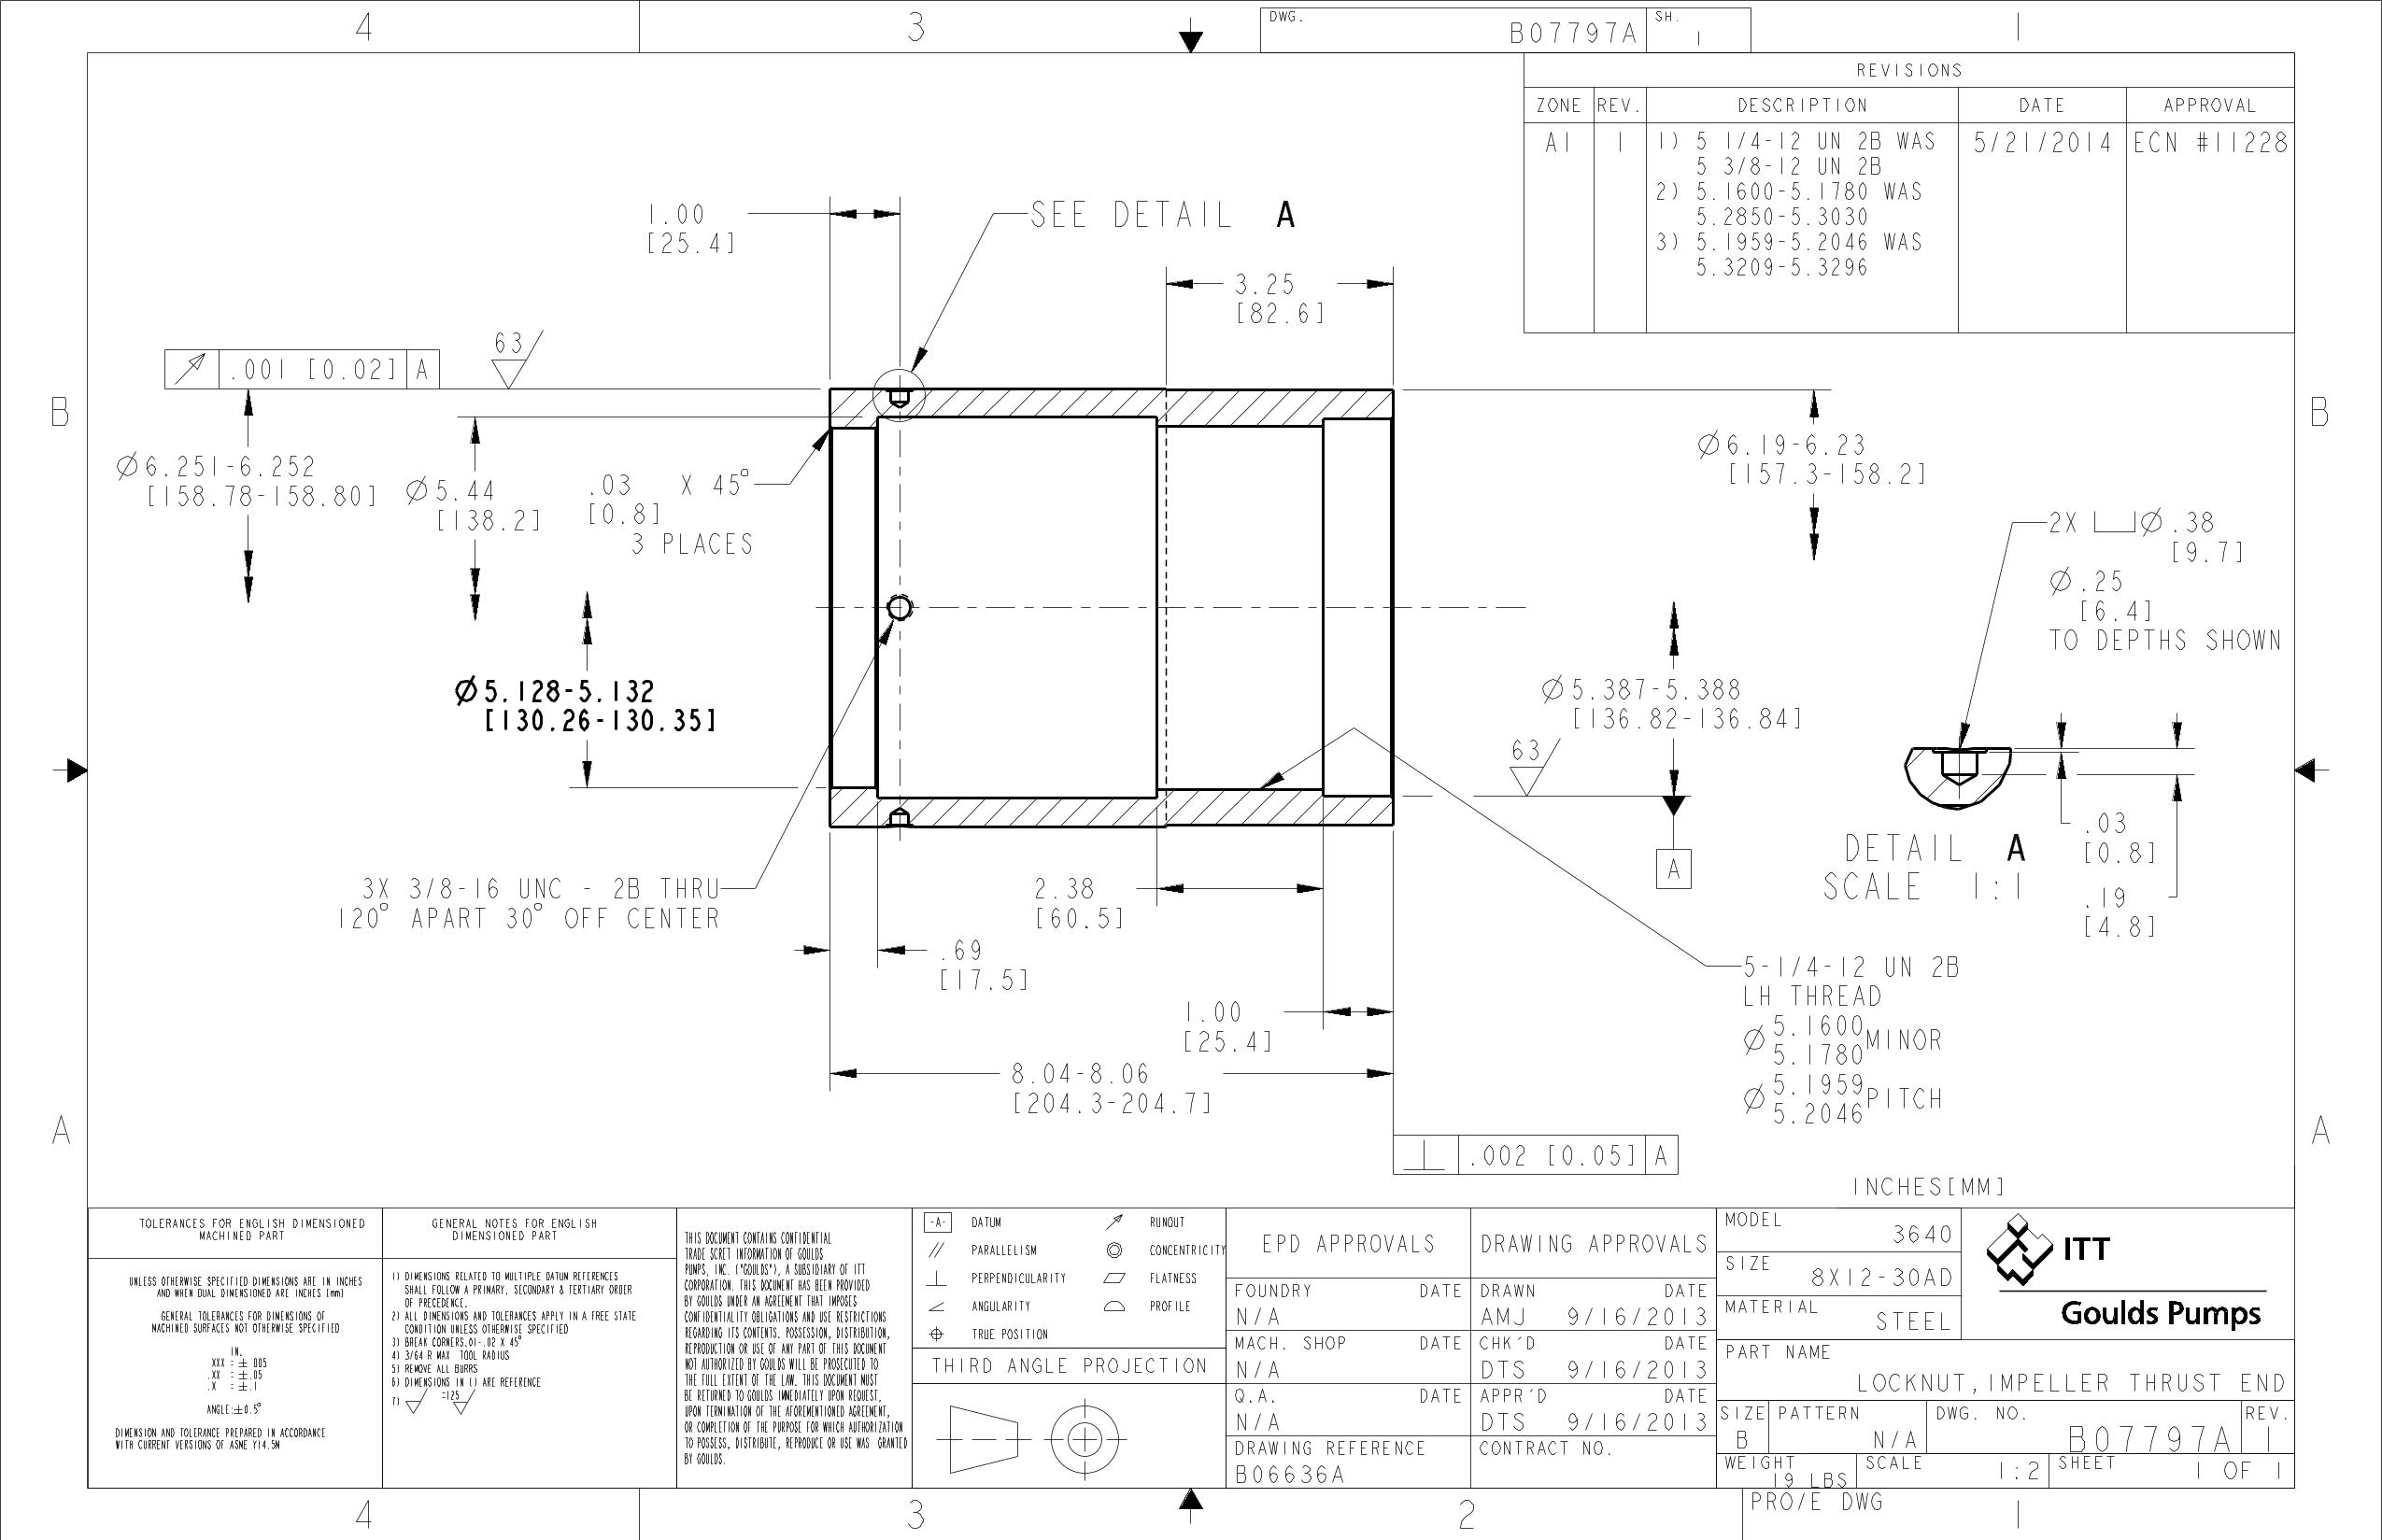 4
3
DWG.
B07797A
SH.
1
REVISIONS
ZONE REV. DESCRIPTION DATE APPROVAL
A1 1 1) 5 1/4-12 UN 2B WAS 5/21/2014 ECN #11228
5 3/8-12 UN 2B
2) 5.1600-5.1780 WAS
5.2850-5.3030
3) 5.1959-5.2046 WAS
5.3209-5.3296
1.00
[25.4]
SEE DETAIL A
3.25
[82.6]
.001 [0.02] A
63
B
B
Ø6.251-6.252
[158.78-158.80]
Ø5.44
[138.2]
.03 X 45°
[0.8]
3 PLACES
Ø6.19-6.23
[157.3-158.2]
2X ⌴Ø.38
[9.7]
Ø.25
[6.4]
TO DEPTHS SHOWN
Ø5.128-5.132
[130.26-130.35]
Ø5.387-5.388
[136.82-136.84]
63
A
DETAIL A
SCALE 1:1
.03
[0.8]
.19
[4.8]
3X 3/8-16 UNC - 2B THRU
120° APART 30° OFF CENTER
2.38
[60.5]
.69
[17.5]
1.00
[25.4]
8.04-8.06
[204.3-204.7]
5-1/4-12 UN 2B
LH THREAD
Ø 5.1600
5.1780 MINOR
Ø 5.1959
5.2046 PITCH
A
A
⊥ .002 [0.05] A
INCHES[MM]
TOLERANCES FOR ENGLISH DIMENSIONED
MACHINED PART
UNLESS OTHERWISE SPECIFIED DIMENSIONS ARE IN INCHES
AND WHEN DUAL DIMENSIONED ARE INCHES [mm]
GENERAL TOLERANCES FOR DIMENSIONS OF
MACHINED SURFACES NOT OTHERWISE SPECIFIED
IN.
XXX = ± 005
.XX = ±.05
.X = ±.1
ANGLE:±0.5°
DIMENSION AND TOLERANCE PREPARED IN ACCORDANCE
WITH CURRENT VERSIONS OF ASME Y14.5M
GENERAL NOTES FOR ENGLISH
DIMENSIONED PART
1) DIMENSIONS RELATED TO MULTIPLE DATUM REFERENCES
SHALL FOLLOW A PRIMARY, SECONDARY & TERTIARY ORDER
OF PRECEDENCE.
2) ALL DIMENSIONS AND TOLERANCES APPLY IN A FREE STATE
CONDITION UNLESS OTHERWISE SPECIFIED
3) BREAK CORNERS.01-.02 X 45°
4) 3/64 R MAX TOOL RADIUS
5) REMOVE ALL BURRS
6) DIMENSIONS IN () ARE REFERENCE
7) =125
THIS DOCUMENT CONTAINS CONFIDENTIAL
TRADE SCRET INFORMATION OF GOULDS
PUMPS, INC. ("GOULDS"), A SUBSIDIARY OF ITT
CORPORATION. THIS DOCUMENT HAS BEEN PROVIDED
BY GOULDS UNDER AN AGREEMENT THAT IMPOSES
CONFIDENTIALITY OBLIGATIONS AND USE RESTRICTIONS
REGARDING ITS CONTENTS. POSSESSION, DISTRIBUTION,
REPRODUCTION OR USE OF ANY PART OF THIS DOCUMENT
NOT AUTHORIZED BY GOULDS WILL BE PROSECUTED TO
THE FULL EXTENT OF THE LAW. THIS DOCUMENT MUST
BE RETURNED TO GOULDS IMMEDIATELY UPON REQUEST,
UPON TERMINATION OF THE AFOREMENTIONED AGREEMENT,
OR COMPLETION OF THE PURPOSE FOR WHICH AUTHORIZATION
TO POSSESS, DISTRIBUTE, REPRODUCE OR USE WAS GRANTED
BY GOULDS.
-A- DATUM RUNOUT
// PARALLELISM CONCENTRICITY
PERPENDICULARITY FLATNESS
ANGULARITY PROFILE
TRUE POSITION
THIRD ANGLE PROJECTION
EPD APPROVALS
FOUNDRY DATE
N/A
MACH. SHOP DATE
N/A
Q.A. DATE
N/A
DRAWING REFERENCE
B06636A
DRAWING APPROVALS
DRAWN DATE
AMJ 9/16/2013
CHK'D DATE
DTS 9/16/2013
APPR'D DATE
DTS 9/16/2013
CONTRACT NO.
MODEL
3640
SIZE
8X12-30AD
MATERIAL
STEEL
ITT
Goulds Pumps
PART NAME
LOCKNUT,IMPELLER THRUST END
SIZE PATTERN DWG. NO. REV.
B N/A B07797A 1
WEIGHT SCALE SHEET
19 LBS 1:2 1 OF 1
PRO/E DWG
4
3
2
1